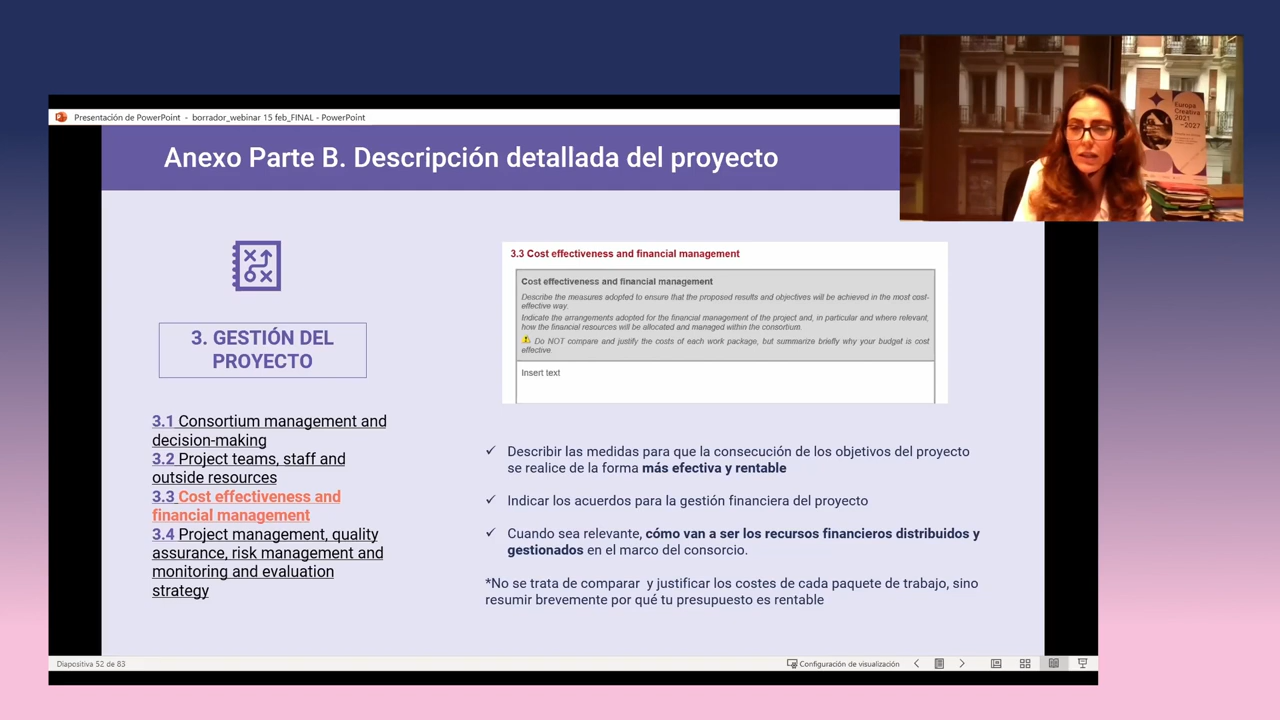 Presentación de PowerPoint - borrador_webinar 15 feb_FINAL - PowerPoint
Anexo Parte B. Descripción detallada del proyecto
Europa
Creativa
2021
-2027
3. GESTIÓN DEL
PROYECTO
3.1 Consortium management and
decision-making
3.2 Project teams, staff and
outside resources
3.3 Cost effectiveness and
financial management
3.4 Project management, quality
assurance, risk management and
monitoring and evaluation
strategy
3.3 Cost effectiveness and financial management
Cost effectiveness and financial management
Describe the measures adopted to ensure that the proposed results and objectives will be achieved in the most cost-
effective way.
Indicate the arrangements adopted for the financial management of the project and, in particular and where relevant,
how the financial resources will be allocated and managed within the consortium.
Do NOT compare and justify the costs of each work package, but summarize briefly why your budget is cost
effective.
Insert text
✓ Describir las medidas para que la consecución de los objetivos del proyecto
se realice de la forma más efectiva y rentable
✓ Indicar los acuerdos para la gestión financiera del proyecto
✓ Cuando sea relevante, cómo van a ser los recursos financieros distribuidos y
gestionados en el marco del consorcio.
*No se trata de comparar y justificar los costes de cada paquete de trabajo, sino
resumir brevemente por qué tu presupuesto es rentable
Diapositiva 52 de 83
Configuración de visualización